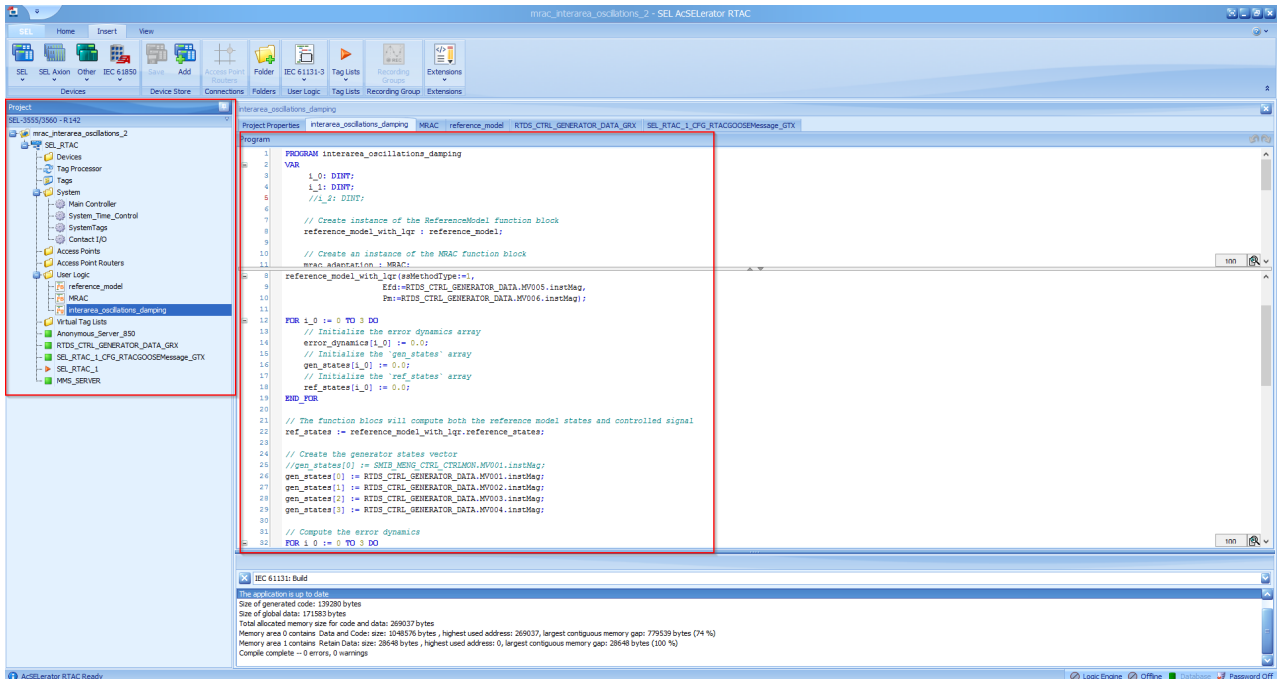 mrac_interarea_oscillations_2 - SEL AcSELerator RTAC
SEL Home Insert View
SEL SEL Axion Other IEC 61850 Save Add Access Point Routers Folder IEC 61131-3 Tag Lists Recording Groups Extensions
Devices Device Store Connections Folders User Logic Tag Lists Recording Group Extensions
Project
SEL-3555/3560 - R142
mrac_interarea_oscillations_2
SEL_RTAC
Devices
Tag Processor
Tags
System
Main Controller
System_Time_Control
SystemTags
Contact I/O
Access Points
Access Point Routers
User Logic
reference_model
MRAC
interarea_oscillations_damping
Virtual Tag Lists
Anonymous_Server_850
RTDS_CTRL_GENERATOR_DATA_GRX
SEL_RTAC_1_CFG_RTACGOOSEMessage_GTX
SEL_RTAC_1
MMS_SERVER
interarea_oscillations_damping
Project Properties interarea_oscillations_damping MRAC reference_model RTDS_CTRL_GENERATOR_DATA_GRX SEL_RTAC_1_CFG_RTACGOOSEMessage_GTX
Program
1 PROGRAM interarea_oscillations_damping
2 VAR
3 i_0: DINT;
4 i_1: DINT;
5 //i_2: DINT;
6
7 // Create instance of the ReferenceModel function block
8 reference_model_with_lqr : reference_model;
9
10 // Create an instance of the MRAC function block
11 mrac_adaptation : MRAC;
100
8 reference_model_with_lqr(ssMethodType:=1,
9 Efd:=RTDS_CTRL_GENERATOR_DATA.MV005.instMag,
10 Pm:=RTDS_CTRL_GENERATOR_DATA.MV006.instMag);
11
12 FOR i_0 := 0 TO 3 DO
13 // Initialize the error dynamics array
14 error_dynamics[i_0] := 0.0;
15 // Initialize the `gen_states` array
16 gen_states[i_0] := 0.0;
17 // Initialize the `ref_states` array
18 ref_states[i_0] := 0.0;
19 END_FOR
20
21 // The function blocs will compute both the reference model states and controlled signal
22 ref_states := reference_model_with_lqr.reference_states;
23
24 // Create the generator states vector
25 //gen_states[0] := SMIB_MENG_CTRL_CTRLMON.MV001.instMag;
26 gen_states[0] := RTDS_CTRL_GENERATOR_DATA.MV001.instMag;
27 gen_states[1] := RTDS_CTRL_GENERATOR_DATA.MV002.instMag;
28 gen_states[2] := RTDS_CTRL_GENERATOR_DATA.MV003.instMag;
29 gen_states[3] := RTDS_CTRL_GENERATOR_DATA.MV004.instMag;
30
31 // Compute the error dynamics
32 FOR i_0 := 0 TO 3 DO
100
IEC 61131: Build
The application is up to date
Size of generated code: 139280 bytes
Size of global data: 171583 bytes
Total allocated memory size for code and data: 269037 bytes
Memory area 0 contains Data and Code: size: 1048576 bytes , highest used address: 269037, largest contiguous memory gap: 779539 bytes (74 %)
Memory area 1 contains Retain Data: size: 28648 bytes , highest used address: 0, largest contiguous memory gap: 28648 bytes (100 %)
Compile complete -- 0 errors, 0 warnings
AcSELerator RTAC Ready Logic Engine Offline Database Password Off